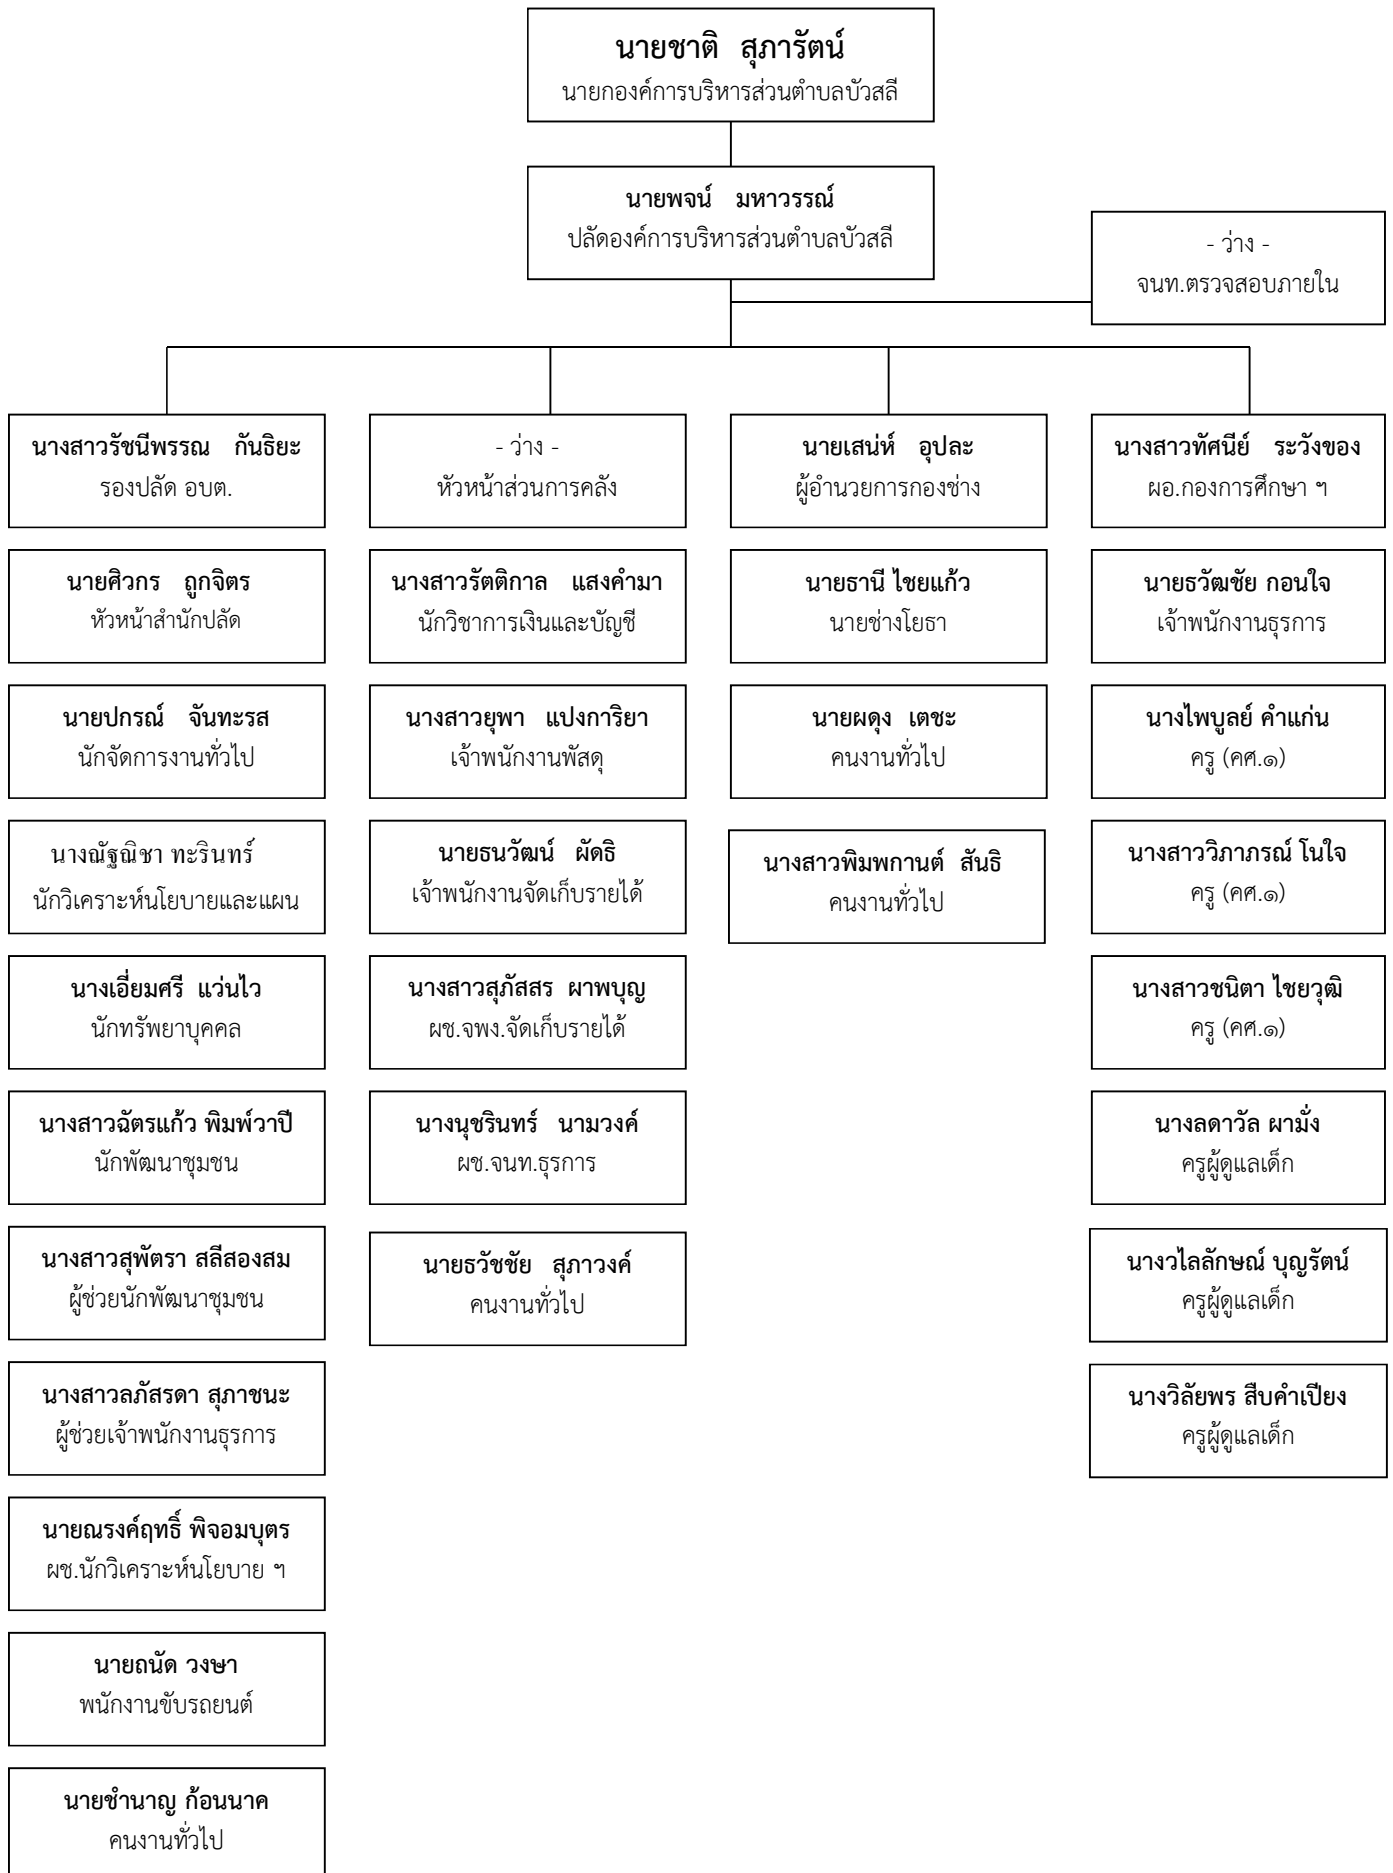 นายชาติ สุภารัตน์
นายกองค์การบริหารส่วนตำบลบัวสลี
นายพจน์ มหาวรรณ์
ปลัดองค์การบริหารส่วนตำบลบัวสลี
- ว่าง -
จนท.ตรวจสอบภายใน
นางสาวรัชนีพรรณ กันธิยะ
รองปลัด อบต.
นายศิวกร ถูกจิตร
หัวหน้าสำนักปลัด
นายปกรณ์ จันทะรส
นักจัดการงานทั่วไป
นางณัฐณิชา ทะรินทร์
นักวิเคราะห์นโยบายและแผน
นางเอี่ยมศรี แว่นไว
นักทรัพยาบุคคล
นางสาวฉัตรแก้ว พิมพ์วาปี
นักพัฒนาชุมชน
นางสาวสุพัตรา สลีสองสม
ผู้ช่วยนักพัฒนาชุมชน
นางสาวลภัสรดา สุภาชนะ
ผู้ช่วยเจ้าพนักงานธุรการ
นายณรงค์ฤทธิ์ พิจอมบุตร
ผช.นักวิเคราะห์นโยบาย ฯ
นายถนัด วงษา
พนักงานขับรถยนต์
นายชำนาญ ก้อนนาค
คนงานทั่วไป
- ว่าง -
หัวหน้าส่วนการคลัง
นางสาวรัตติกาล แสงคำมา
นักวิชาการเงินและบัญชี
นางสาวยุพา แปงการิยา
เจ้าพนักงานพัสดุ
นายธนวัฒน์ ผัดธิ
เจ้าพนักงานจัดเก็บรายได้
นางสาวสุภัสสร ผาพบุญ
ผช.จพง.จัดเก็บรายได้
นางนุชรินทร์ นามวงค์
ผช.จนท.ธุรการ
นายธวัชชัย สุภาวงค์
คนงานทั่วไป
นายเสน่ห์ อุปละ
ผู้อำนวยการกองช่าง
นายธานี ไชยแก้ว
นายช่างโยธา
นายผดุง เตชะ
คนงานทั่วไป
นางสาวพิมพกานต์ สันธิ
คนงานทั่วไป
นางสาวทัศนีย์ ระวังของ
ผอ.กองการศึกษา ฯ
นายธวัฒชัย กอนใจ
เจ้าพนักงานธุรการ
นางไพบูลย์ คำแก่น
ครู (คศ.๑)
นางสาววิภาภรณ์ โนใจ
ครู (คศ.๑)
นางสาวชนิตา ไชยวุฒิ
ครู (คศ.๑)
นางลดาวัล ผามั่ง
ครูผู้ดูแลเด็ก
นางวไลลักษณ์ บุญรัตน์
ครูผู้ดูแลเด็ก
นางวิลัยพร สืบคำเปียง
ครูผู้ดูแลเด็ก